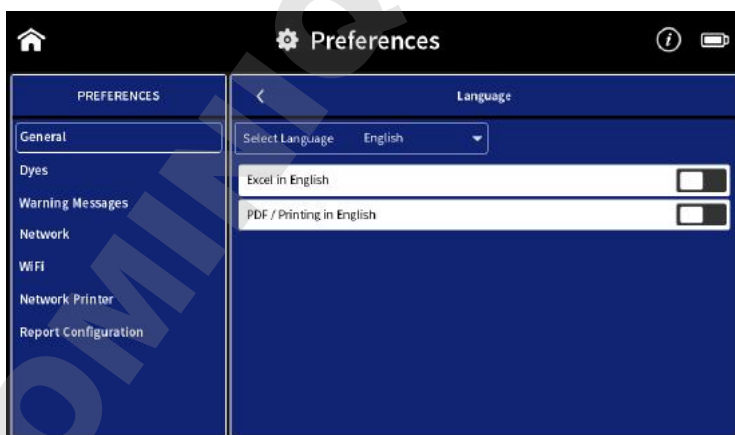 Preferences
PREFERENCES
Language
General
Select Language English
Dyes
Excel in English
Warning Messages
PDF / Printing in English
Network
WiFi
Network Printer
Report Configuration